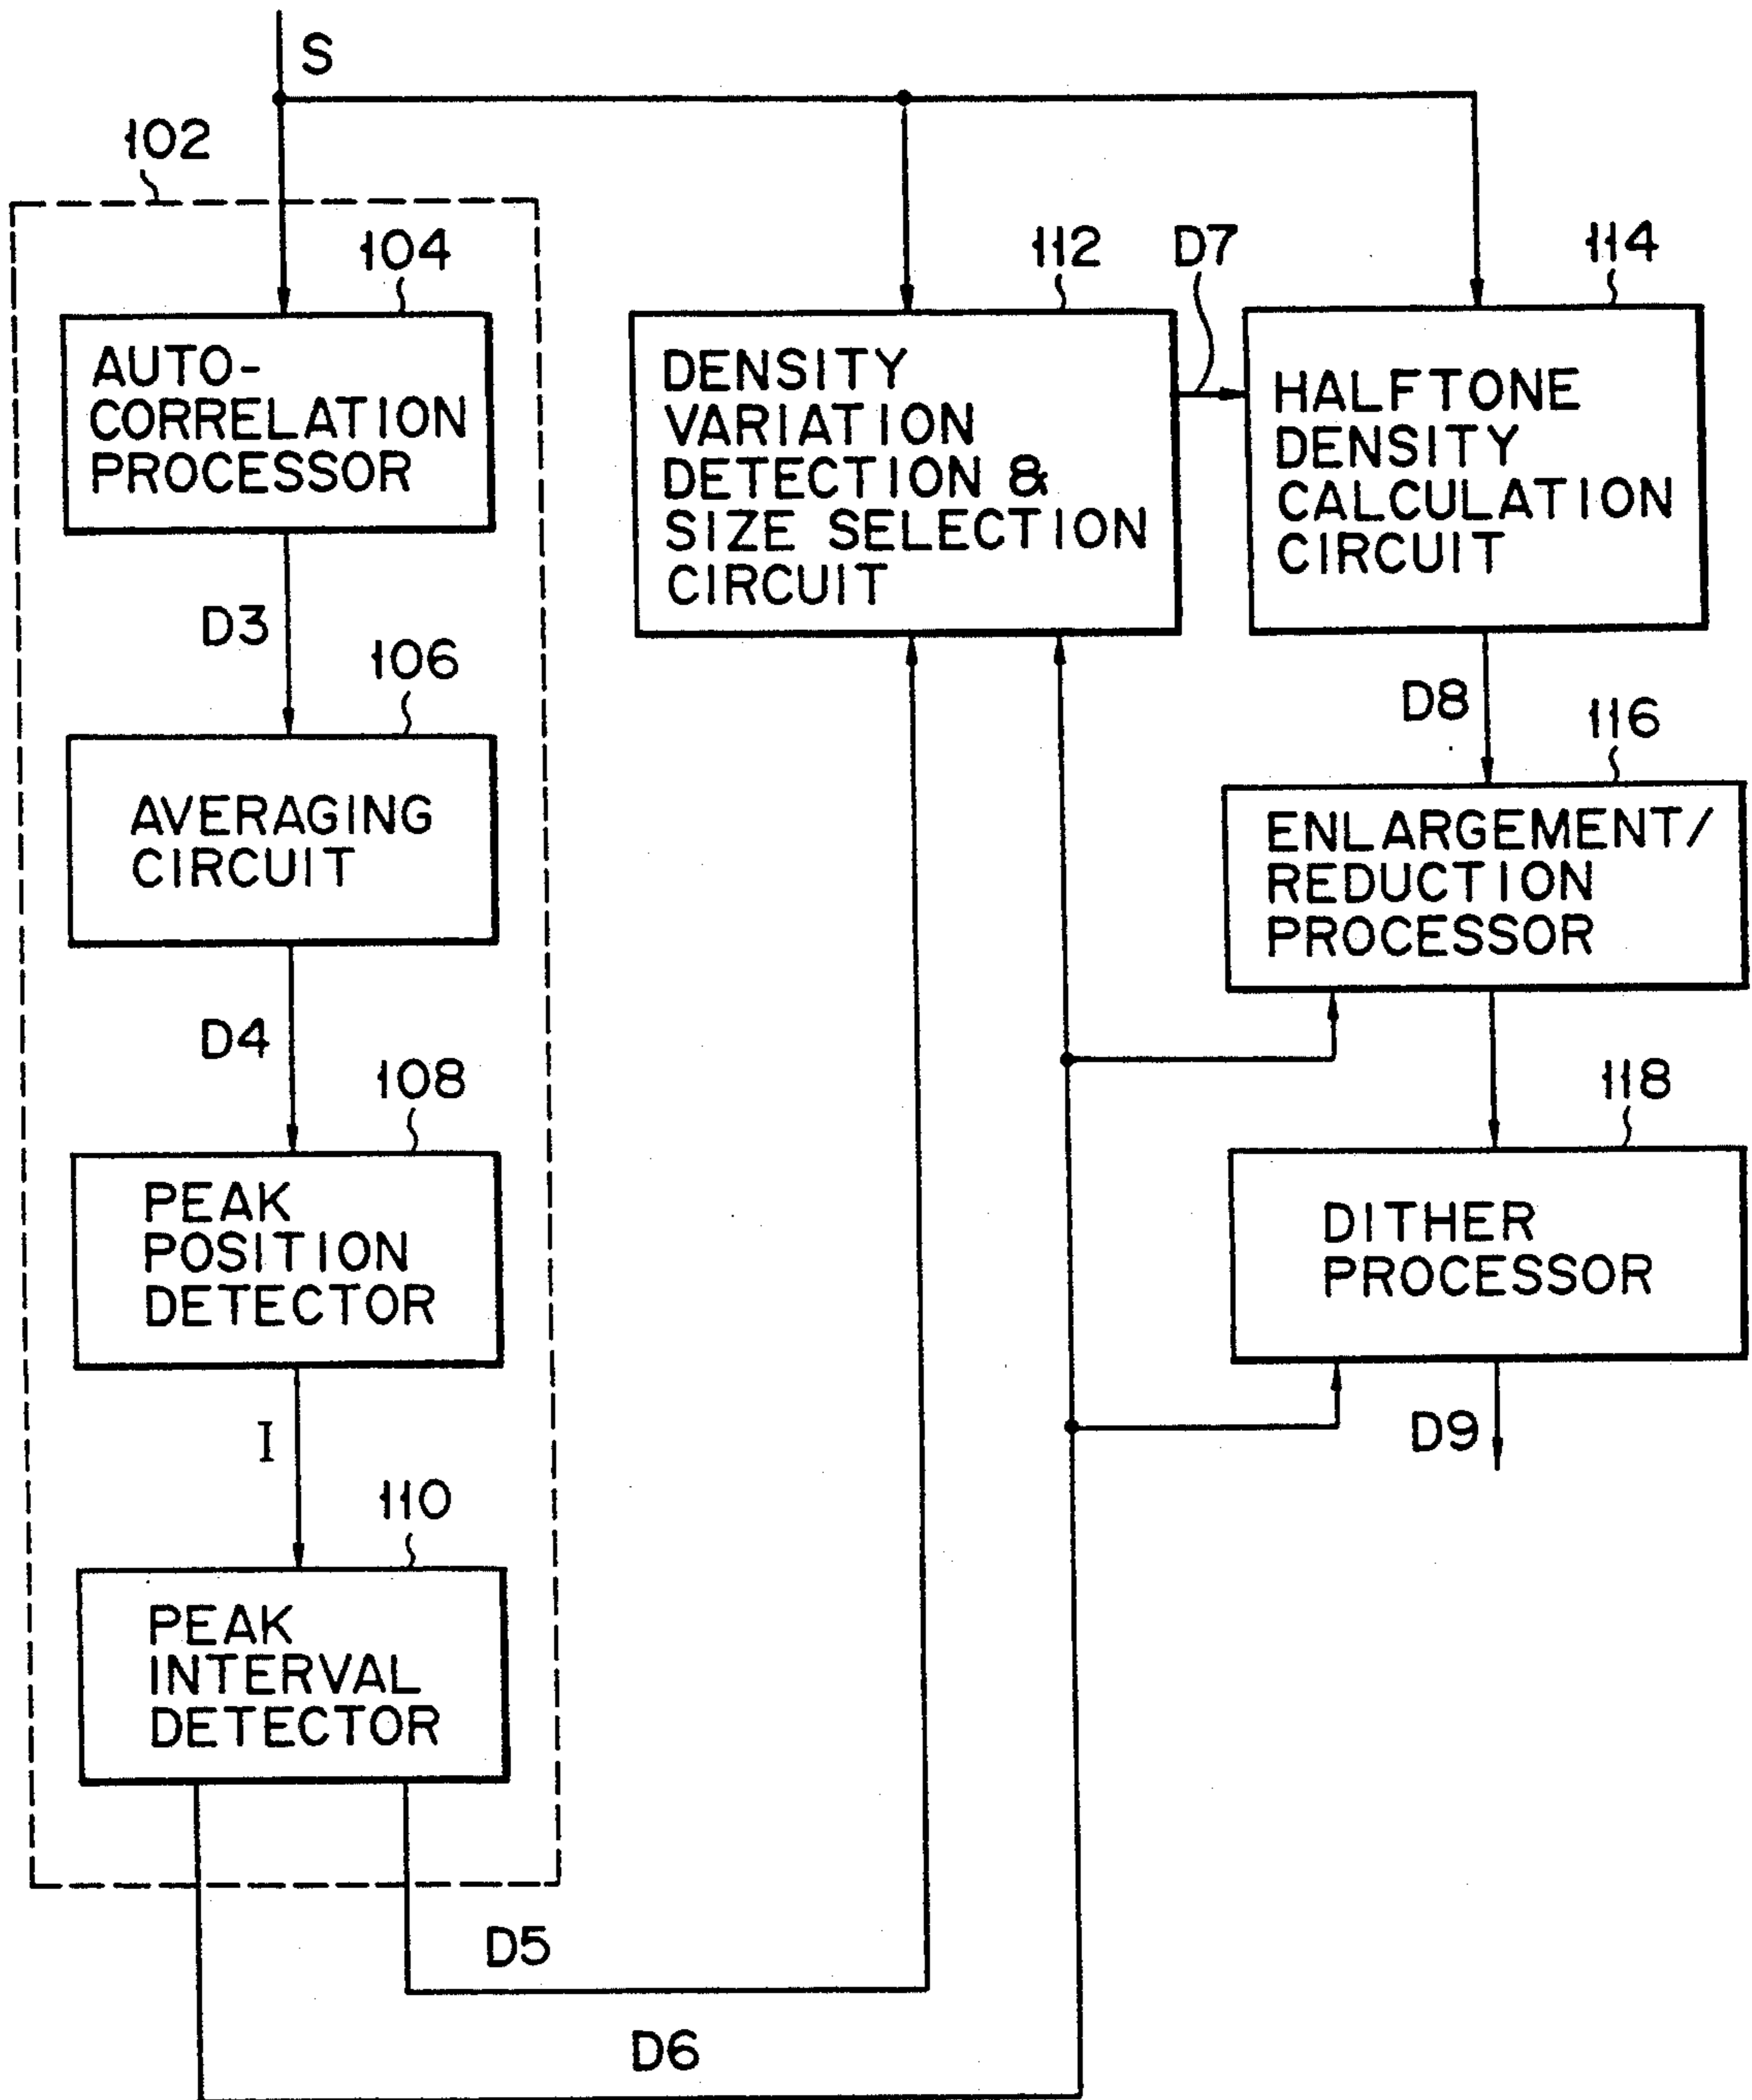 S
102
104
AUTO-
CORRELATION
PROCESSOR
D3
106
AVERAGING
CIRCUIT
D4
108
PEAK
POSITION
DETECTOR
I
110
PEAK
INTERVAL
DETECTOR
D5
D6
112
DENSITY
VARIATION
DETECTION &
SIZE SELECTION
CIRCUIT
D7
114
HALFTONE
DENSITY
CALCULATION
CIRCUIT
D8
116
ENLARGEMENT/
REDUCTION
PROCESSOR
118
DITHER
PROCESSOR
D9